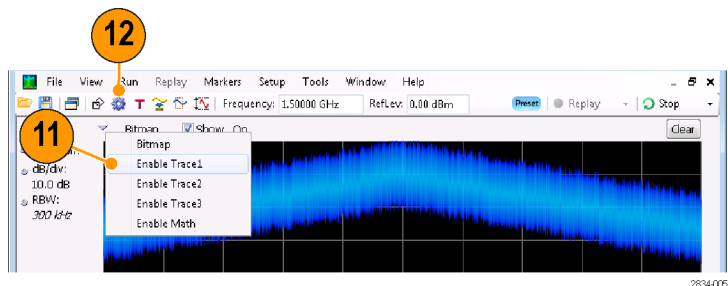 12
File View Run Replay Markers Setup Tools Window Help
T Frequency: 1.50000 GHz RefLev: 0.00 dBm Preset Replay Stop
11
Bitmap Show On Clear
Bitmap
Enable Trace1
dB/div:
10.0 dB
Enable Trace2
RBW:
Enable Trace3
300 kHz
Enable Math
2834-005